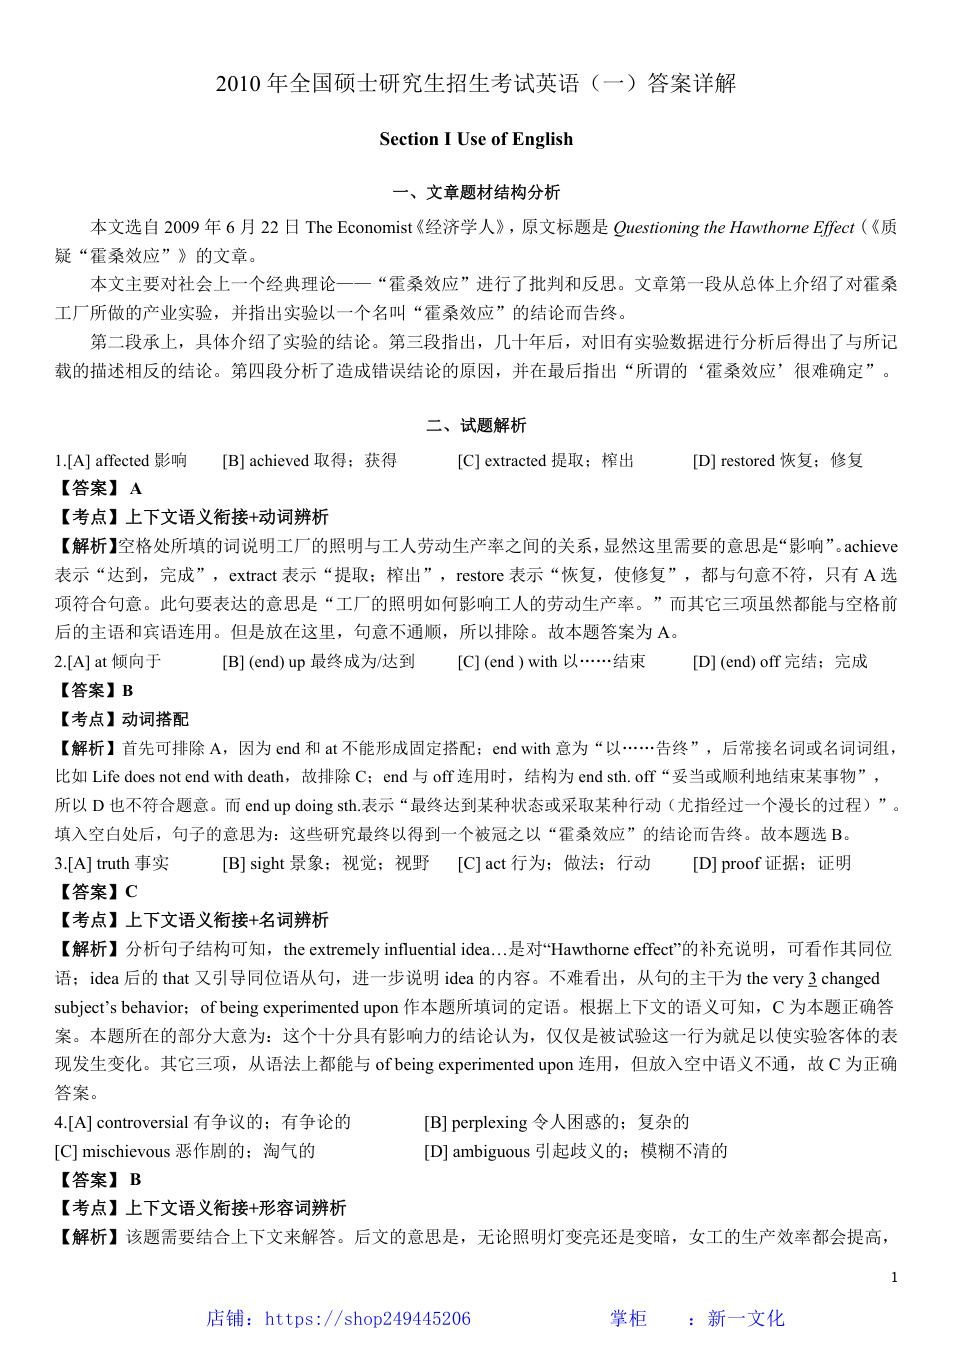 2010 年全国硕士研究生招生考试英语（一）答案详解
Section I Use of English
一、文章题材结构分析
本文选自 2009 年 6 月 22 日 The Economist《经济学人》，原文标题是 Questioning the Hawthorne Effect（《质
疑“霍桑效应”》的文章。
本文主要对社会上一个经典理论——“霍桑效应”进行了批判和反思。文章第一段从总体上介绍了对霍桑
工厂所做的产业实验，并指出实验以一个名叫“霍桑效应”的结论而告终。
第二段承上，具体介绍了实验的结论。第三段指出，几十年后，对旧有实验数据进行分析后得出了与所记
载的描述相反的结论。第四段分析了造成错误结论的原因，并在最后指出“所谓的‘霍桑效应’很难确定”。
二、试题解析
1.[A] affected 影响 [B] achieved 取得；获得 [C] extracted 提取；榨出 [D] restored 恢复；修复
【答案】 A
【考点】上下文语义衔接+动词辨析
【解析】空格处所填的词说明工厂的照明与工人劳动生产率之间的关系，显然这里需要的意思是“影响”。achieve
表示“达到，完成”，extract 表示“提取；榨出”，restore 表示“恢复，使修复”，都与句意不符，只有 A 选
项符合句意。此句要表达的意思是“工厂的照明如何影响工人的劳动生产率。”而其它三项虽然都能与空格前
后的主语和宾语连用。但是放在这里，句意不通顺，所以排除。故本题答案为 A。
2.[A] at 倾向于 [B] (end) up 最终成为/达到 [C] (end ) with 以……结束 [D] (end) off 完结；完成
【答案】B
【考点】动词搭配
【解析】首先可排除 A，因为 end 和 at 不能形成固定搭配；end with 意为“以……告终”，后常接名词或名词词组，
比如 Life does not end with death，故排除 C；end 与 off 连用时，结构为 end sth. off“妥当或顺利地结束某事物”，
所以 D 也不符合题意。而 end up doing sth.表示“最终达到某种状态或采取某种行动（尤指经过一个漫长的过程）”。
填入空白处后，句子的意思为：这些研究最终以得到一个被冠之以“霍桑效应”的结论而告终。故本题选 B。
3.[A] truth 事实 [B] sight 景象；视觉；视野 [C] act 行为；做法；行动 [D] proof 证据；证明
【答案】C
【考点】上下文语义衔接+名词辨析
【解析】分析句子结构可知，the extremely influential idea…是对“Hawthorne effect”的补充说明，可看作其同位
语；idea 后的 that 又引导同位语从句，进一步说明 idea 的内容。不难看出，从句的主干为 the very 3 changed
subject’s behavior；of being experimented upon 作本题所填词的定语。根据上下文的语义可知，C 为本题正确答
案。本题所在的部分大意为：这个十分具有影响力的结论认为，仅仅是被试验这一行为就足以使实验客体的表
现发生变化。其它三项，从语法上都能与 of being experimented upon 连用，但放入空中语义不通，故 C 为正确
答案。
4.[A] controversial 有争议的；有争论的 [B] perplexing 令人困惑的；复杂的
[C] mischievous 恶作剧的；淘气的 [D] ambiguous 引起歧义的；模糊不清的
【答案】 B
【考点】上下文语义衔接+形容词辨析
【解析】该题需要结合上下文来解答。后文的意思是，无论照明灯变亮还是变暗，女工的生产效率都会提高，
1
店铺：https://shop249445206 掌柜 ：新一文化